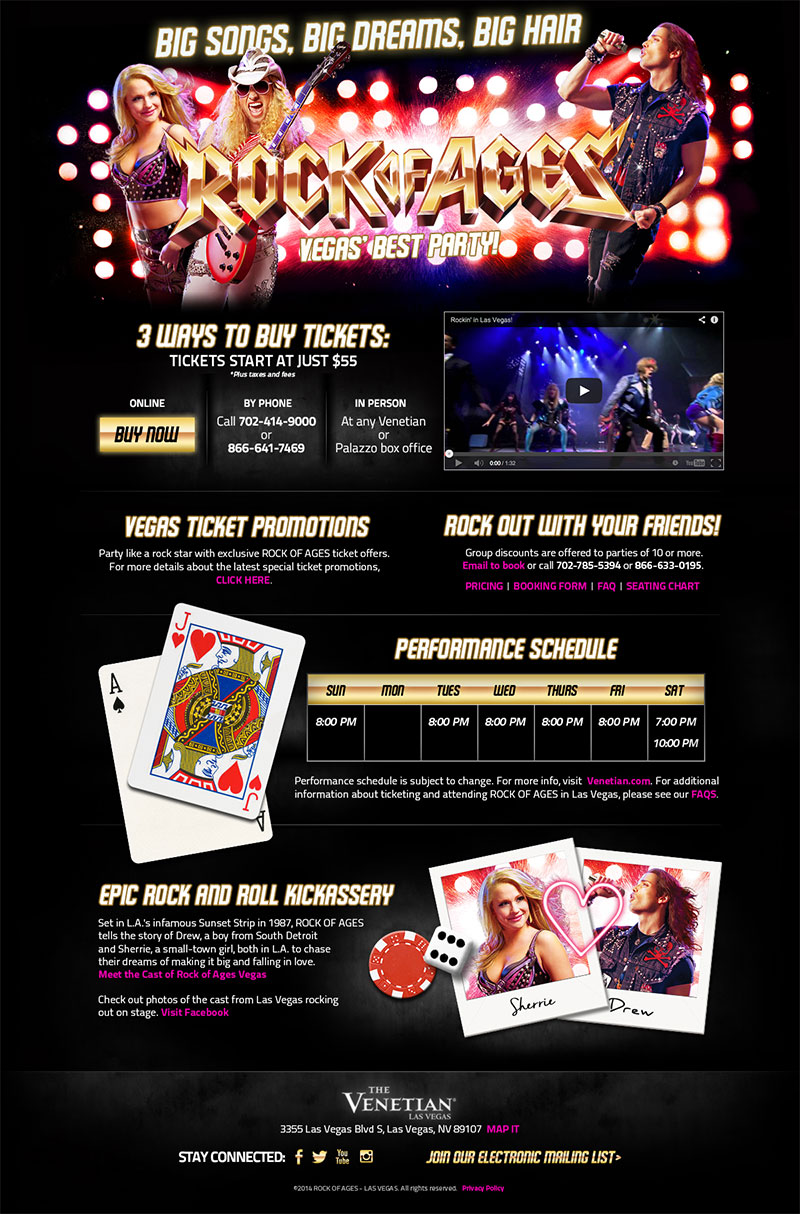 BIG SONGS, BIG DREAMS, BIG HAIR
ROCK OF AGES
VEGAS' BEST PARTY!
3 WAYS TO BUY TICKETS:
TICKETS START AT JUST $55
*Plus taxes and fees
ONLINE
BUY NOW
BY PHONE
Call 702-414-9000
or
866-641-7469
IN PERSON
At any Venetian
or
Palazzo box office
Rockin' in Las Vegas!
0:00 / 1:32
YouTube
VEGAS TICKET PROMOTIONS
Party like a rock star with exclusive ROCK OF AGES ticket offers.
For more details about the latest special ticket promotions,
CLICK HERE.
ROCK OUT WITH YOUR FRIENDS!
Group discounts are offered to parties of 10 or more.
Email to book or call 702-785-5394 or 866-633-0195.
PRICING | BOOKING FORM | FAQ | SEATING CHART
A
J
J
A
PERFORMANCE SCHEDULE
SUN MON TUES WED THURS FRI SAT
8:00 PM 8:00 PM 8:00 PM 8:00 PM 8:00 PM 7:00 PM
10:00 PM
Performance schedule is subject to change. For more info, visit Venetian.com. For additional
information about ticketing and attending ROCK OF AGES in Las Vegas, please see our FAQS.
EPIC ROCK AND ROLL KICKASSERY
Set in L.A.'s infamous Sunset Strip in 1987, ROCK OF AGES
tells the story of Drew, a boy from South Detroit
and Sherrie, a small-town girl, both in L.A. to chase
their dreams of making it big and falling in love.
Meet the Cast of Rock of Ages Vegas
Check out photos of the cast from Las Vegas rocking
out on stage. Visit Facebook
Sherrie
Drew
THE
VENETIAN®
LAS VEGAS
3355 Las Vegas Blvd S, Las Vegas, NV 89107 MAP IT
STAY CONNECTED:
You
Tube
JOIN OUR ELECTRONIC MAILING LIST>
©2014 ROCK OF AGES - LAS VEGAS. All rights reserved. Privacy Policy